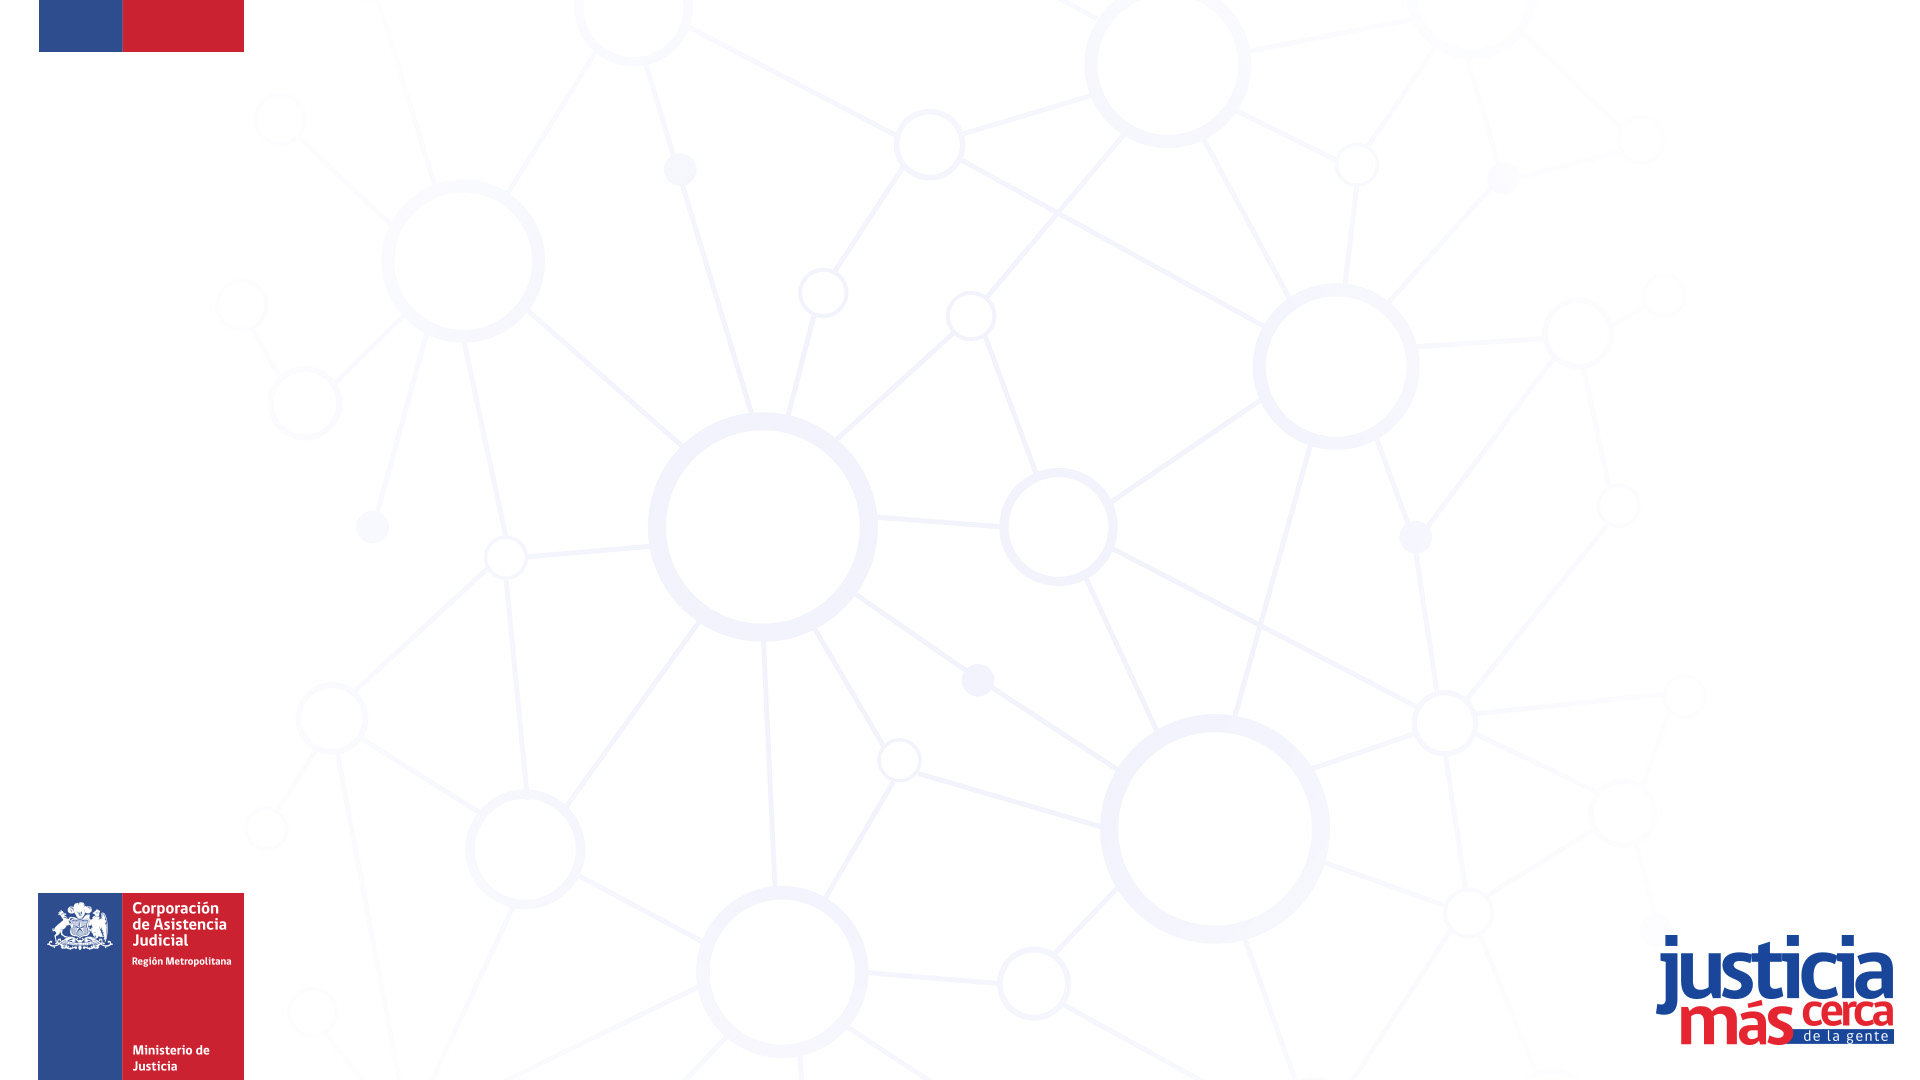 Corporación
de Asistencia
Judicial
Región Metropolitana
Ministerio de
Justicia
justicia
más cerca
de la gente